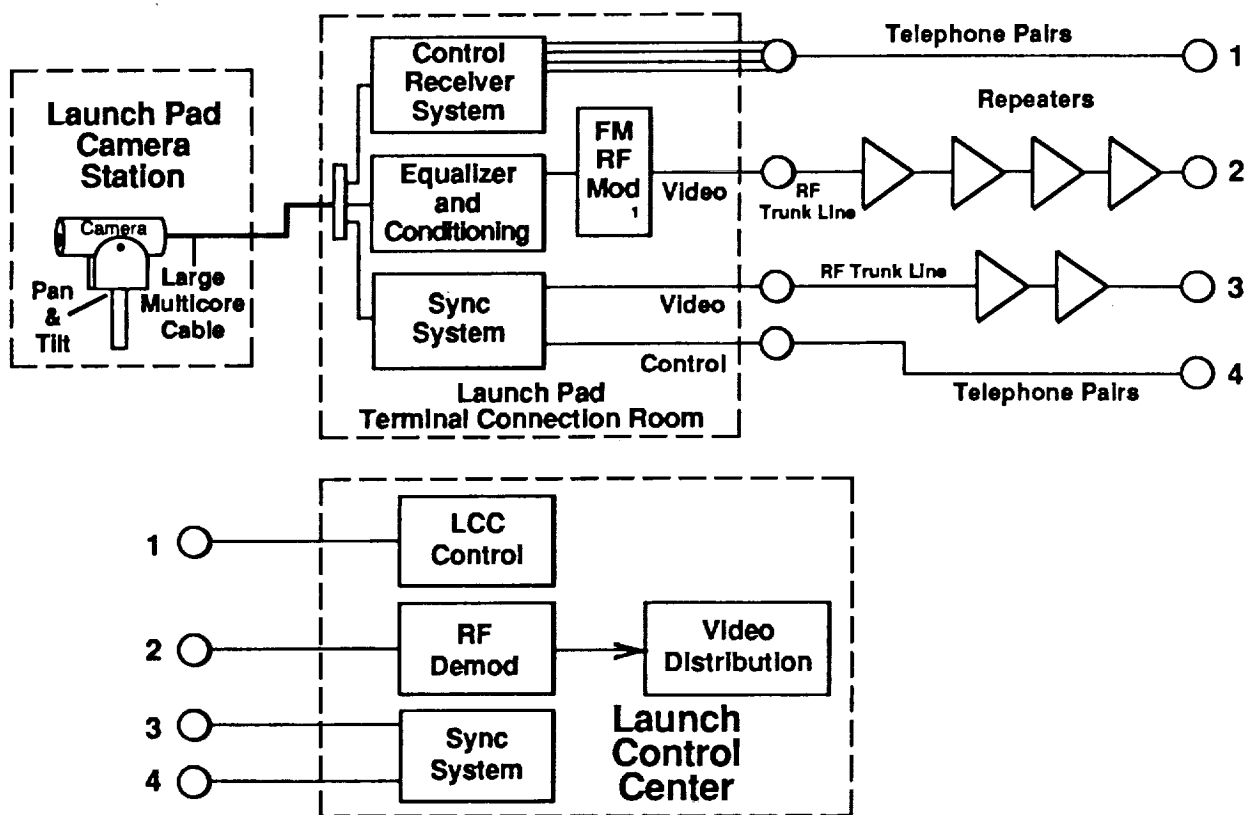 Launch Pad
Camera
Station
Camera
Pan
&
Tilt
Large
Multicore
Cable
Control
Receiver
System
Equalizer
and
Conditioning
FM
RF
Mod
1
Sync
System
Video
Video
Control
Launch Pad
Terminal Connection Room
Telephone Pairs
1
Repeaters
RF
Trunk Line
2
RF Trunk Line
3
Telephone Pairs
4
1
LCC
Control
2
RF
Demod
Video
Distribution
3
4
Sync
System
Launch
Control
Center